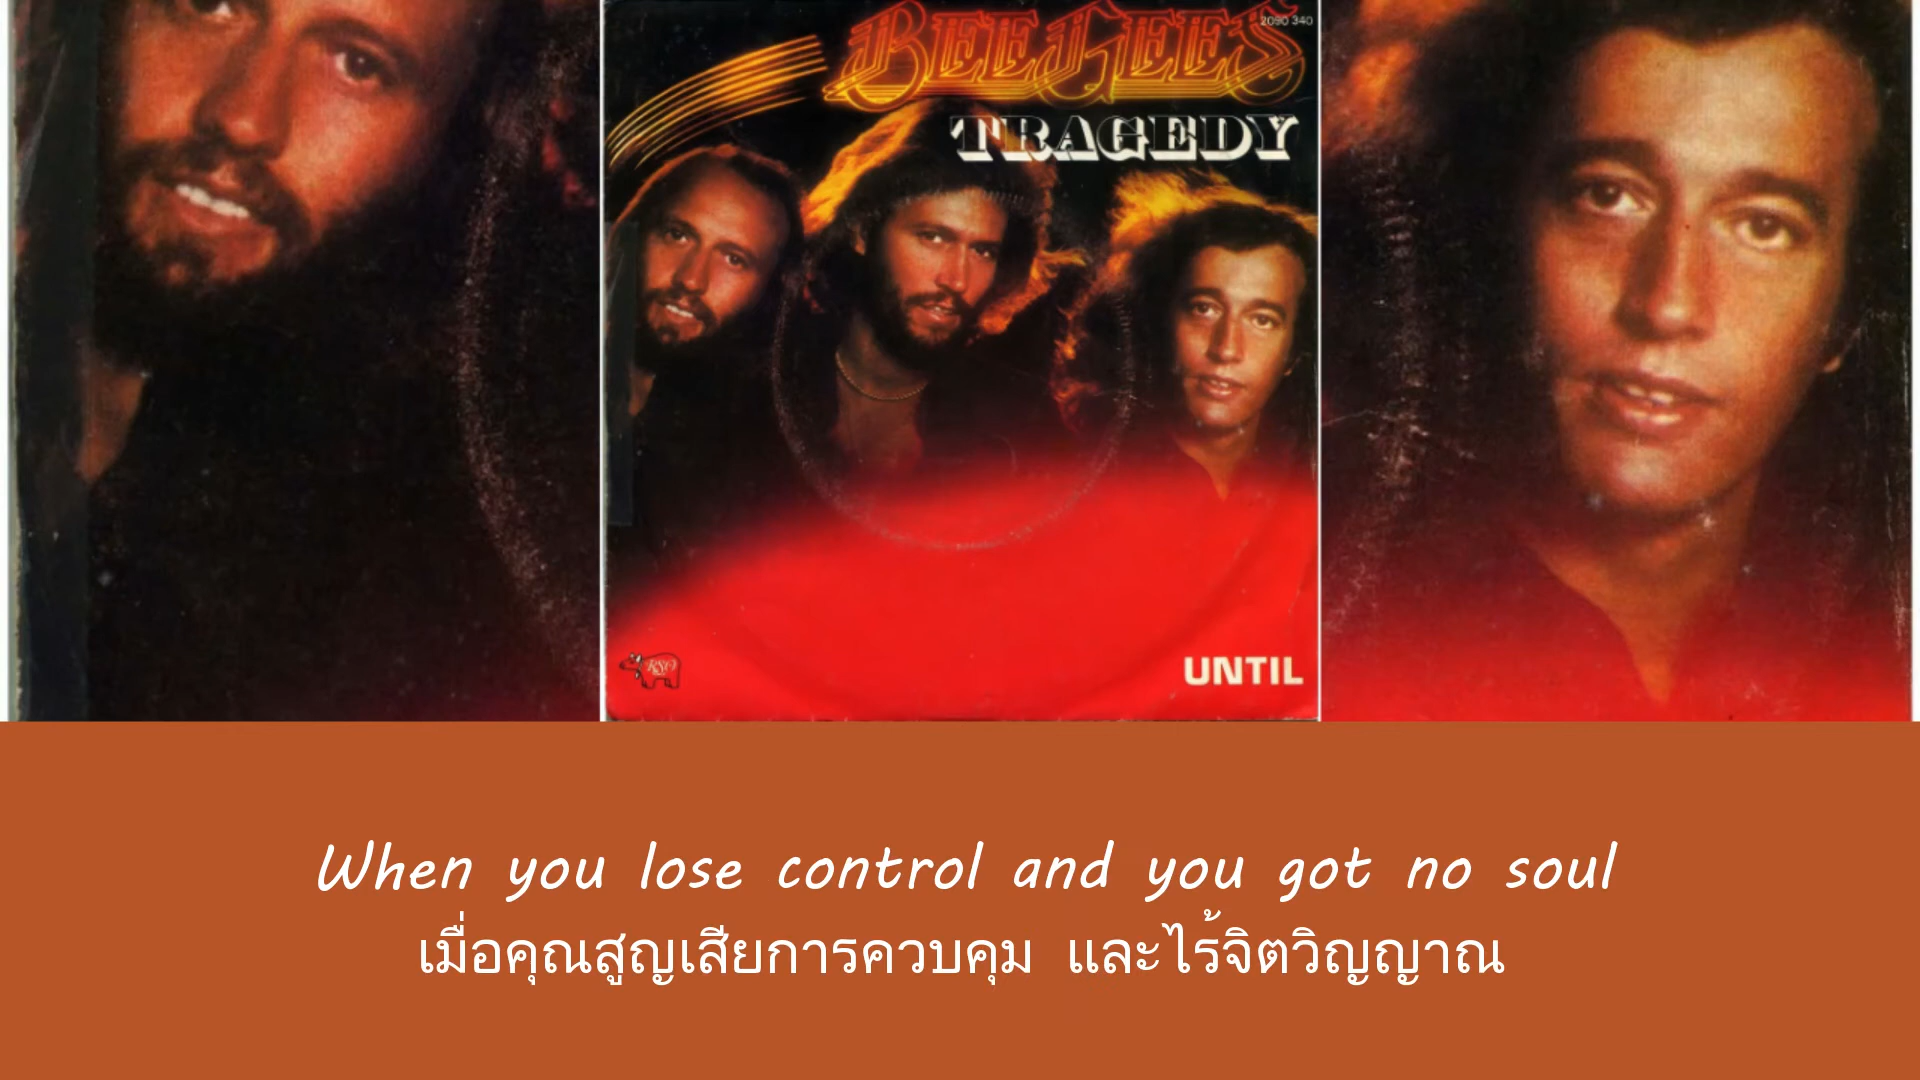 BEE GEES
2090 340
TRAGEDY
RSO
UNTIL
When you lose control and you got no soul
เมื่อคุณสูญเสียการควบคุม และไร้จิตวิญญาณ